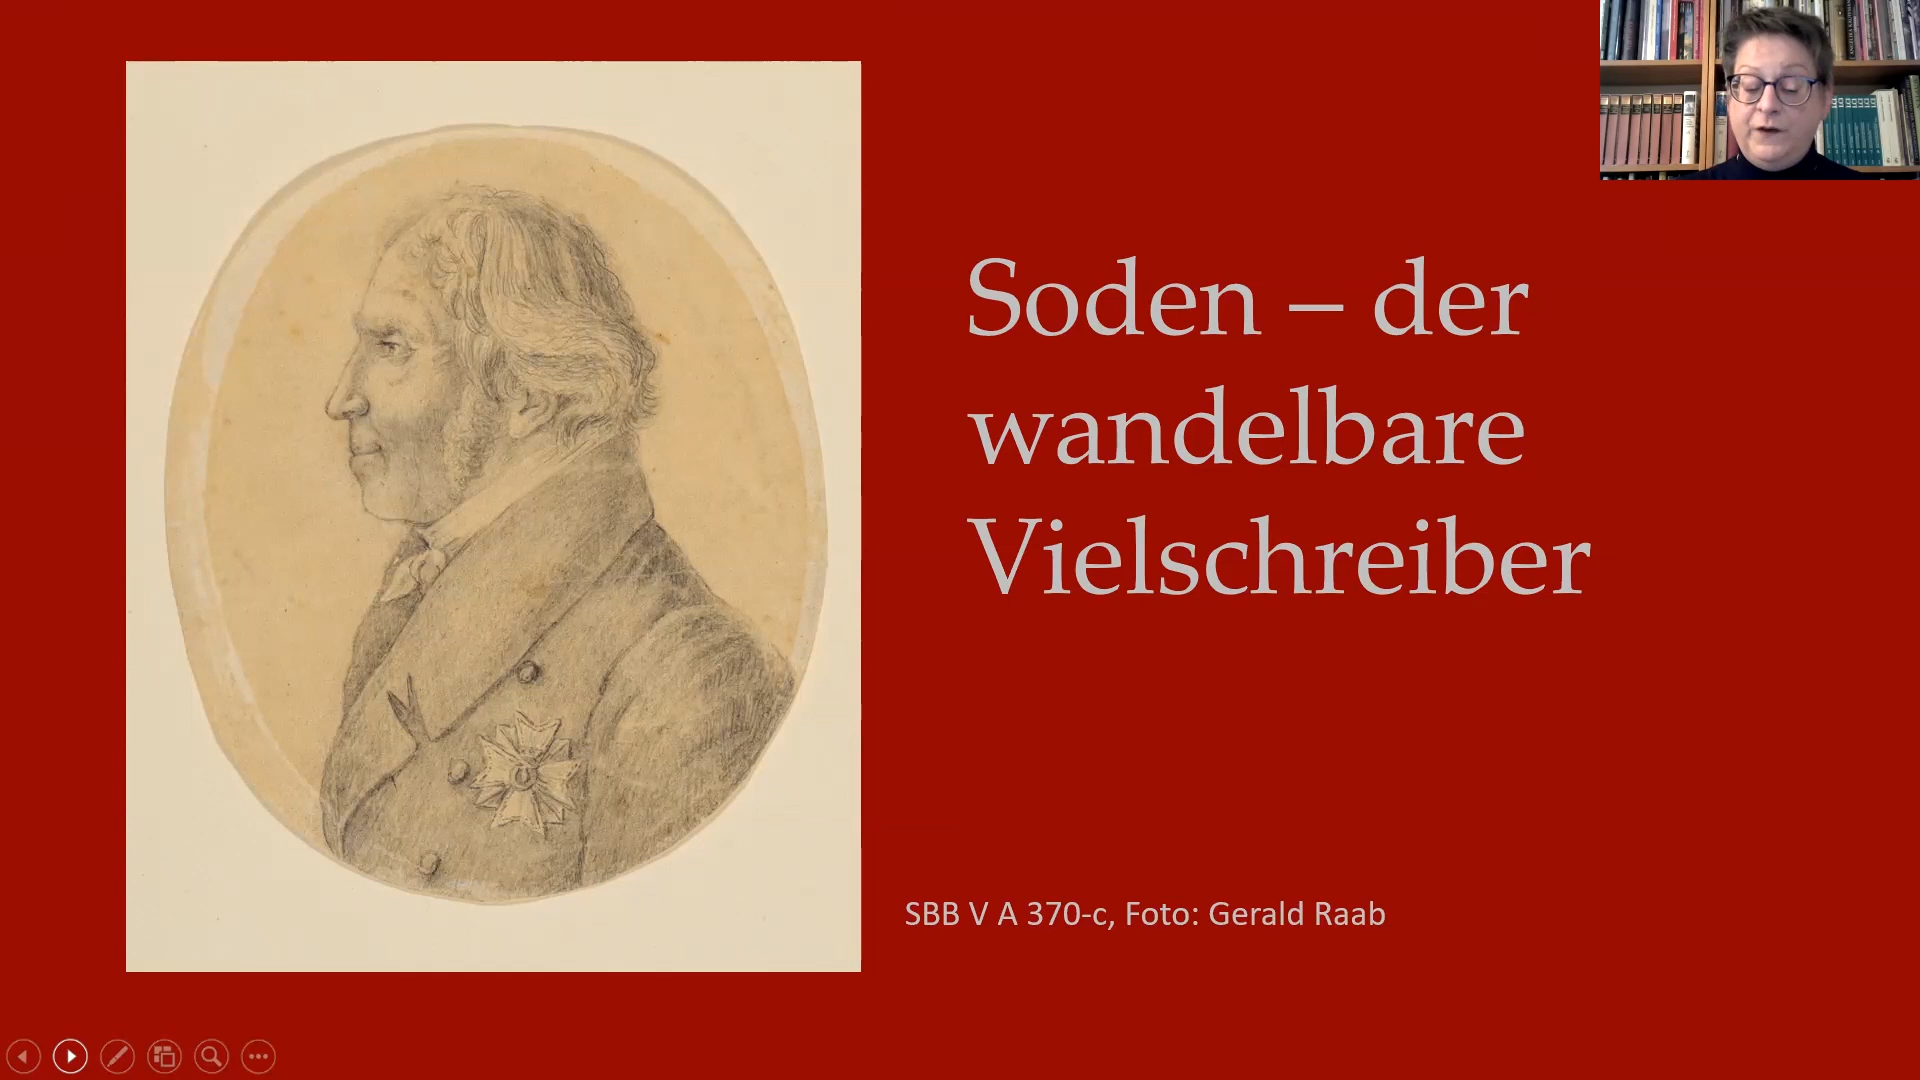 Soden – der
wandelbare
Vielschreiber
SBB V A 370-c, Foto: Gerald Raab